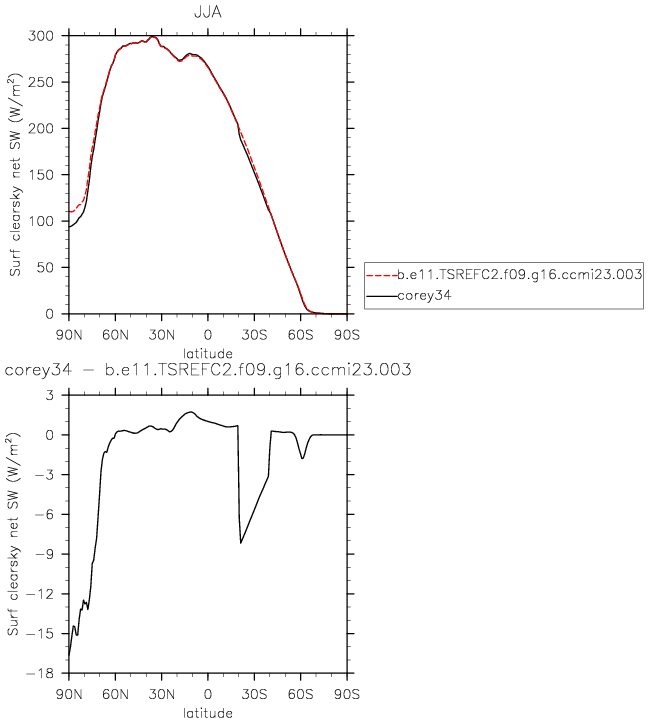 JJA
Surf clearsky net SW (W/m²)
300
250
200
150
100
50
0
90N 60N 30N 0 30S 60S 90S
latitude
b.e11.TSREFC2.f09.g16.ccmi23.003
corey34
corey34 − b.e11.TSREFC2.f09.g16.ccmi23.003
Surf clearsky net SW (W/m²)
3
0
−3
−6
−9
−12
−15
−18
90N 60N 30N 0 30S 60S 90S
latitude